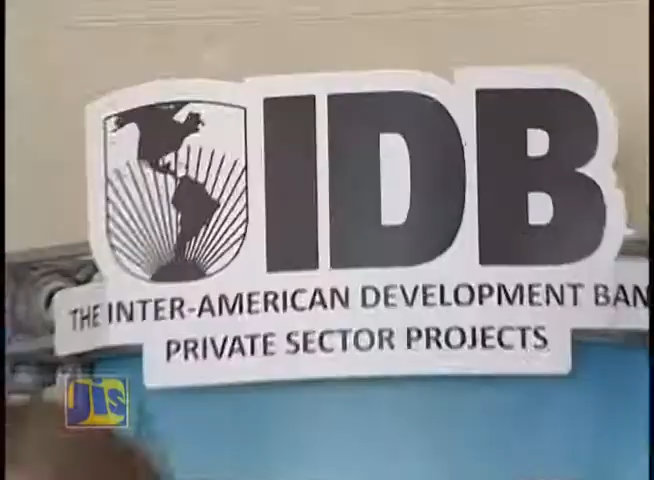 IDB
THE INTER-AMERICAN DEVELOPMENT BAN
PRIVATE SECTOR PROJECTS
Jis